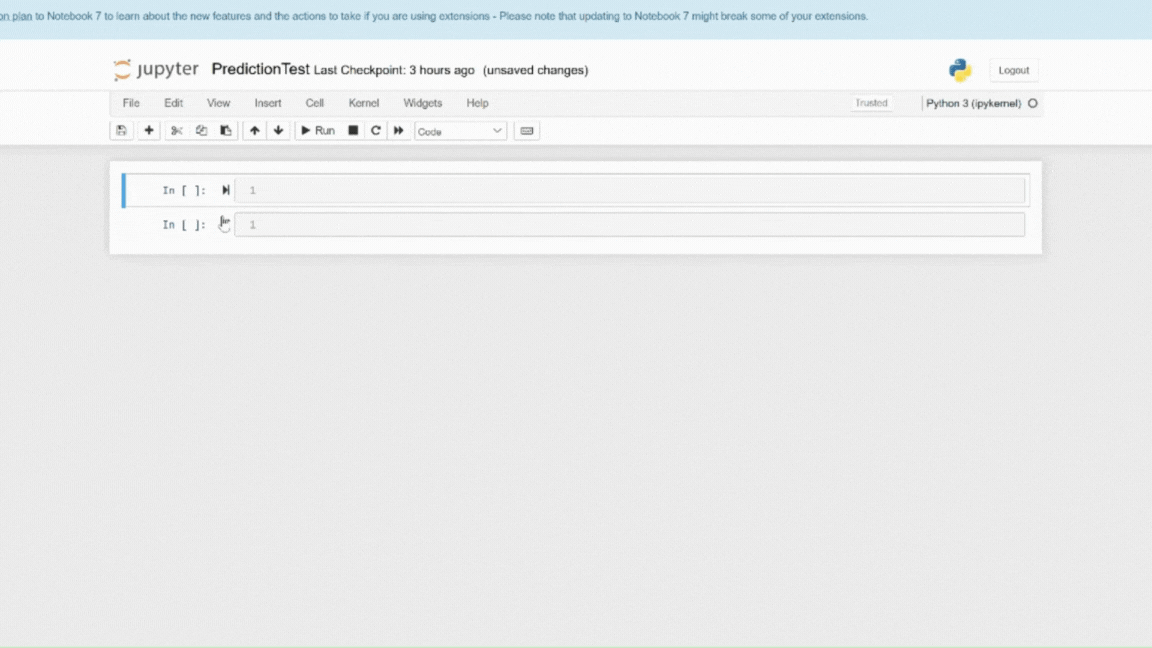 on plan to Notebook 7 to learn about the new features and the actions to take if you are using extensions - Please note that updating to Notebook 7 might break some of your extensions.
jupyter PredictionTest Last Checkpoint: 3 hours ago (unsaved changes) Logout
File Edit View Insert Cell Kernel Widgets Help Trusted Python 3 (ipykernel)
Run Code
In [ ]: 1
In [ ]: 1